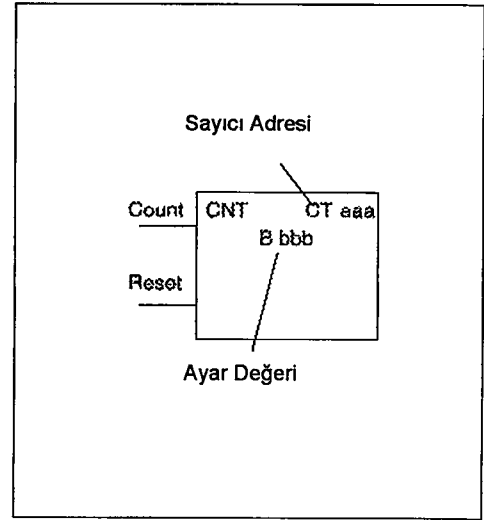 Sayıcı Adresi
Count CNT CT aaa
B bbb
Reset
Ayar Değeri